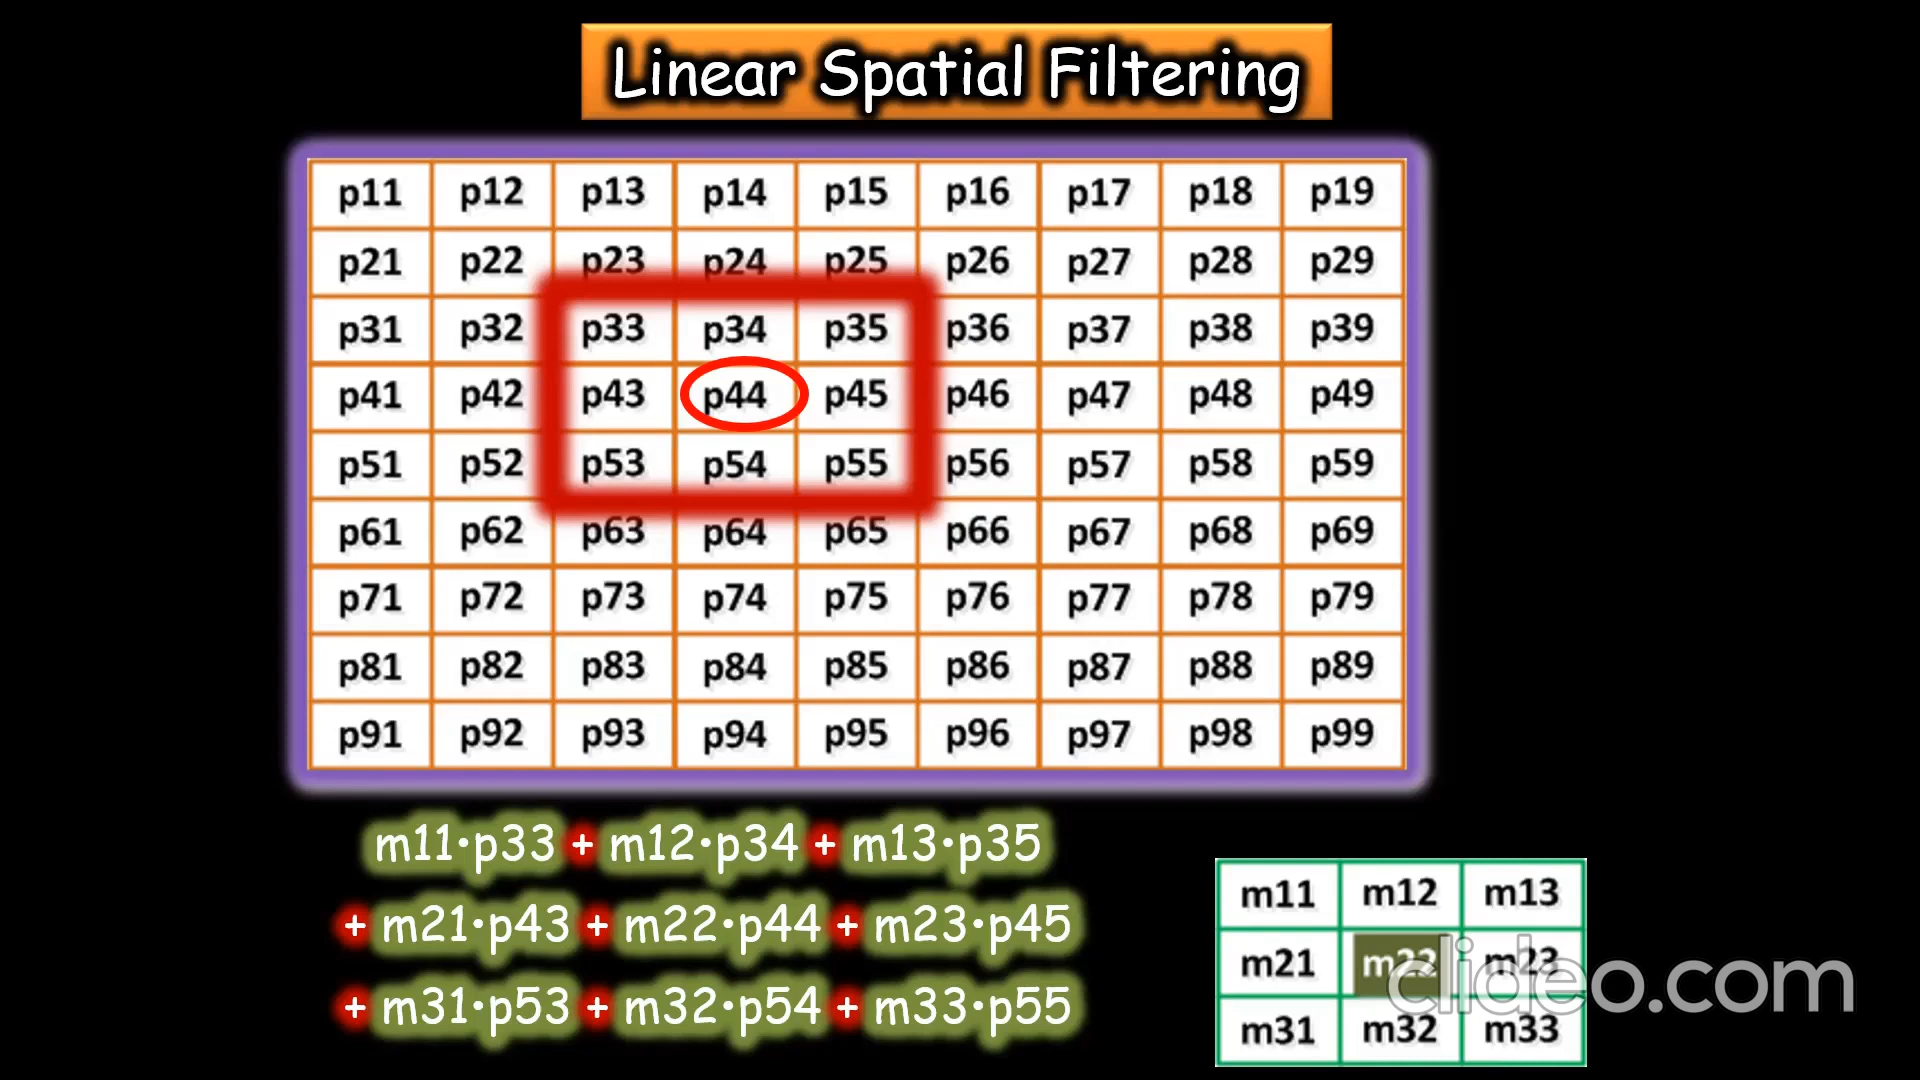 Linear Spatial Filtering
p11 p12 p13 p14 p15 p16 p17 p18 p19
p21 p22 p23 p24 p25 p26 p27 p28 p29
p31 p32 p33 p34 p35 p36 p37 p38 p39
p41 p42 p43 p44 p45 p46 p47 p48 p49
p51 p52 p53 p54 p55 p56 p57 p58 p59
p61 p62 p63 p64 p65 p66 p67 p68 p69
p71 p72 p73 p74 p75 p76 p77 p78 p79
p81 p82 p83 p84 p85 p86 p87 p88 p89
p91 p92 p93 p94 p95 p96 p97 p98 p99
m11·p33 + m12·p34 + m13·p35
+ m21·p43 + m22·p44 + m23·p45
+ m31·p53 + m32·p54 + m33·p55
m11 m12 m13
m21 m22 m23
m31 m32 m33
clideo.com